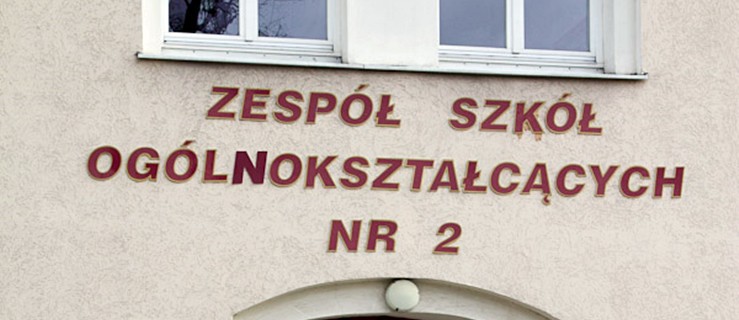 ZESPÓŁ SZKÓŁ
OGÓLNOKSZTAŁCĄCYCH
NR 2